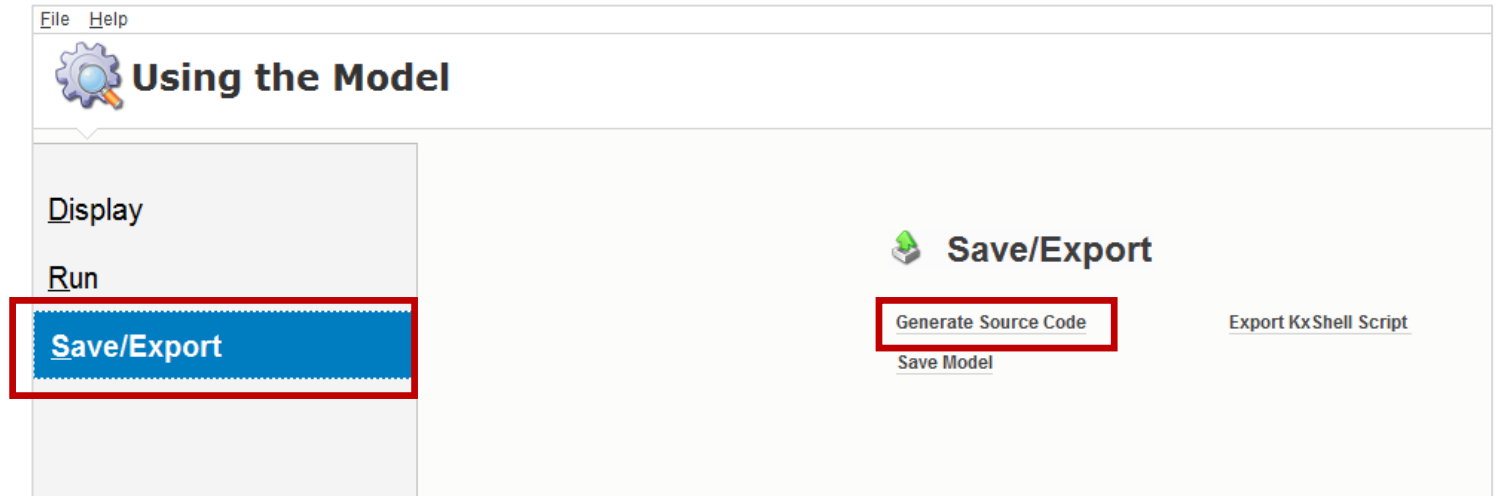 File Help
Using the Model
Display
Run
Save/Export
Save/Export
Generate Source Code Export KxShell Script
Save Model